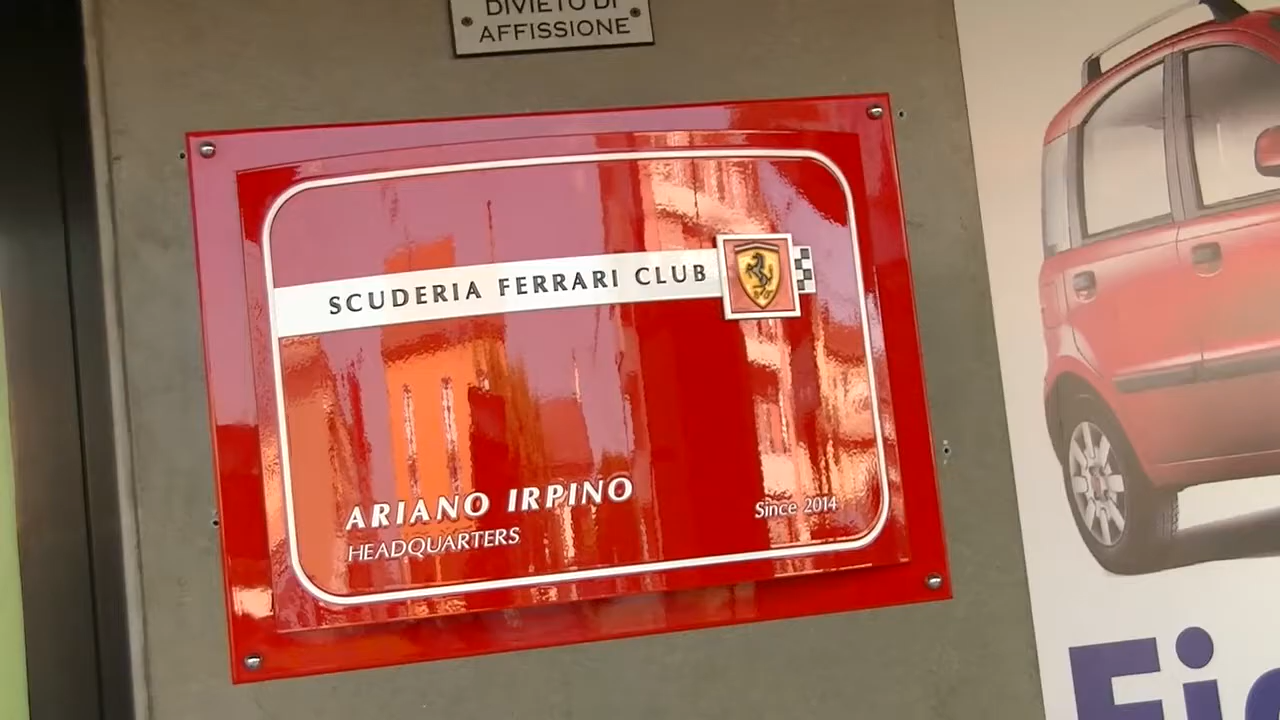 DIVIETO DI
AFFISSIONE
SCUDERIA FERRARI CLUB
ARIANO IRPINO
HEADQUARTERS
Since 2014